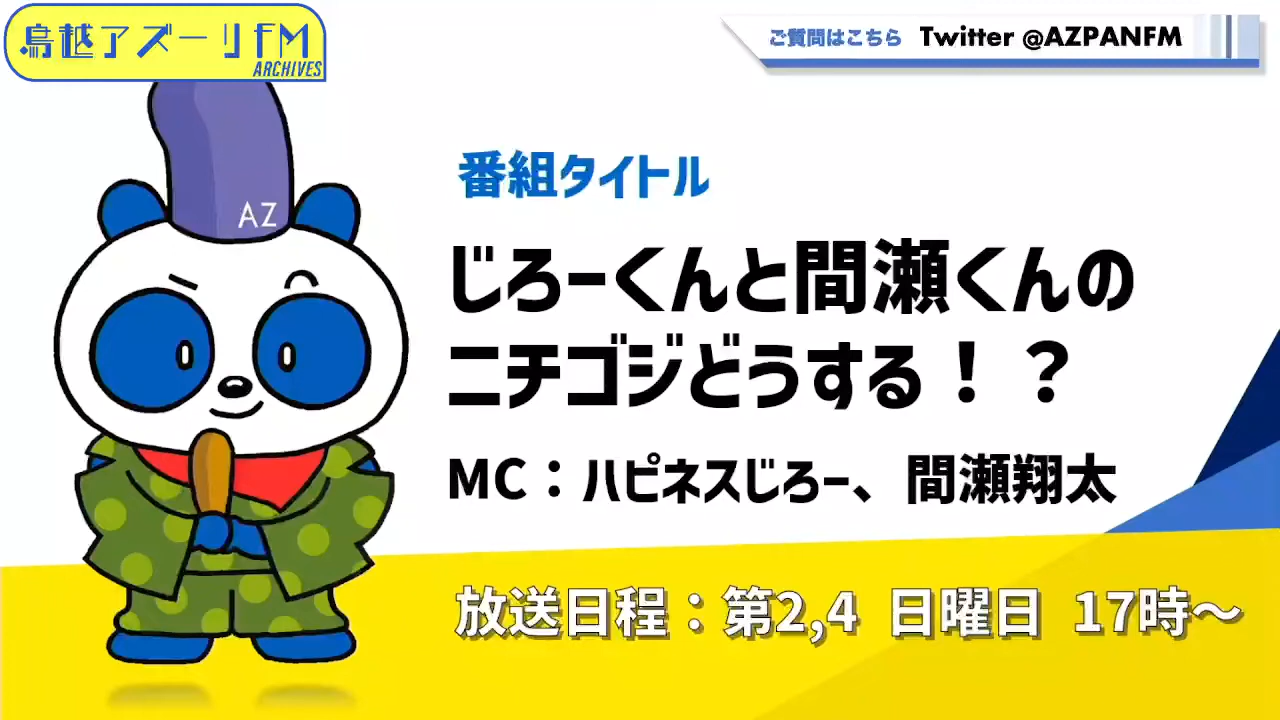 鳥越アズーリFM
ARCHIVES
ご質問はこちら Twitter @AZPANFM
AZ
番組タイトル
じろーくんと間瀬くんの
ニチゴジどうする！？
MC：ハピネスじろー、間瀬翔太
放送日程：第2,4 日曜日 17時～